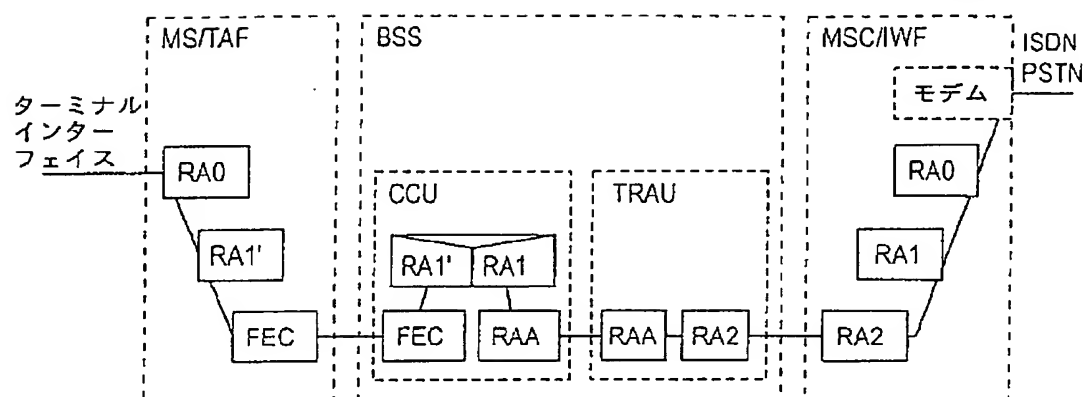 MS/TAF
BSS
MSC/IWF
ISDN
PSTN
モデム
ターミナル
インター
フェイス
RA0
RA1'
FEC
CCU
RA1'
RA1
FEC
RAA
TRAU
RAA
RA2
RA0
RA1
RA2